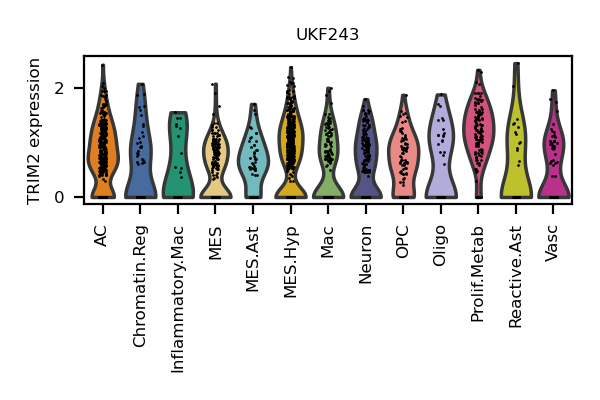 UKF243
TRIM2 expression
2
0
AC
Chromatin.Reg
Inflammatory.Mac
MES
MES.Ast
MES.Hyp
Mac
Neuron
OPC
Oligo
Prolif.Metab
Reactive.Ast
Vasc